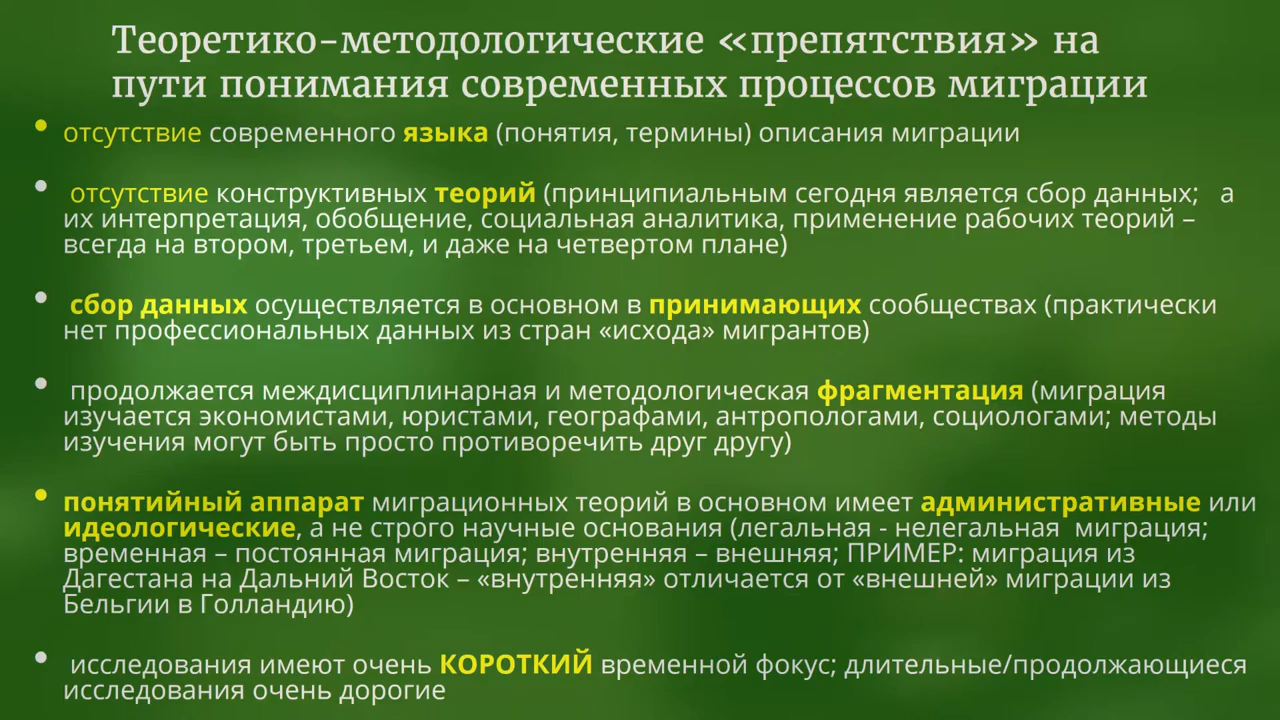 Теоретико-методологические «препятствия» на
пути понимания современных процессов миграции
• отсутствие современного языка (понятия, термины) описания миграции
• отсутствие конструктивных теорий (принципиальным сегодня является сбор данных; а
их интерпретация, обобщение, социальная аналитика, применение рабочих теорий –
всегда на втором, третьем, и даже на четвертом плане)
• сбор данных осуществляется в основном в принимающих сообществах (практически
нет профессиональных данных из стран «исхода» мигрантов)
• продолжается междисциплинарная и методологическая фрагментация (миграция
изучается экономистами, юристами, географами, антропологами, социологами; методы
изучения могут быть просто противоречить друг другу)
• понятийный аппарат миграционных теорий в основном имеет административные или
идеологические, а не строго научные основания (легальная - нелегальная миграция;
временная – постоянная миграция; внутренняя – внешняя; ПРИМЕР: миграция из
Дагестана на Дальний Восток – «внутренняя» отличается от «внешней» миграции из
Бельгии в Голландию)
• исследования имеют очень КОРОТКИЙ временной фокус; длительные/продолжающиеся
исследования очень дорогие